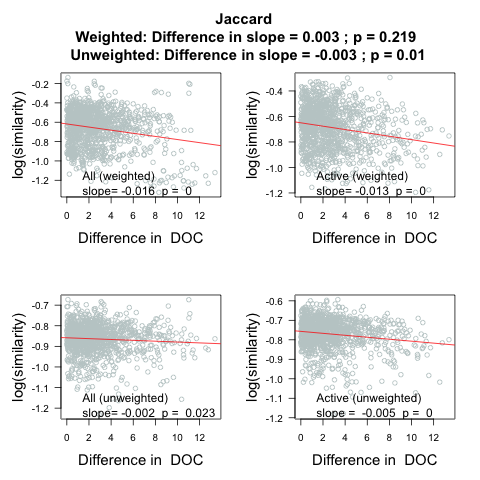 Jaccard
Weighted: Difference in slope = 0.003 ; p = 0.219
Unweighted: Difference in slope = -0.003 ; p = 0.01
log(similarity)
-0.2
-0.4
-0.6
-0.8
-1.0
-1.2
All (weighted)
slope= -0.016  p =  0
0 2 4 6 8 10 12
Difference in  DOC
log(similarity)
-0.4
-0.6
-0.8
-1.0
-1.2
Active (weighted)
slope= -0.013  p =  0
0 2 4 6 8 10 12
Difference in  DOC
log(similarity)
-0.7
-0.8
-0.9
-1.0
-1.1
-1.2
All (unweighted)
slope= -0.002  p =  0.023
0 2 4 6 8 10 12
Difference in  DOC
log(similarity)
-0.6
-0.7
-0.8
-0.9
-1.0
-1.1
-1.2
Active (unweighted)
slope= -0.005  p =  0
0 2 4 6 8 10 12
Difference in  DOC